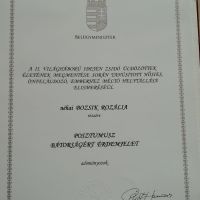 BELÜGYMINISZTER
A II. VILÁGHÁBORÚ IDEJÉN ZSIDÓ ÜLDÖZÖTTEK
ÉLETÉNEK MEGMENTÉSE SORÁN TANÚSÍTOTT HŐSIES,
ÖNFELÁLDOZÓ, EMBERHEZ MÉLTÓ HELYTÁLLÁSA
ELISMERÉSÉÜL
néhai BOZSIK ROZÁLIA
részére
POSZTUMUSZ
BÁTORSÁGÉRT ÉRDEMJELET
adományozok.